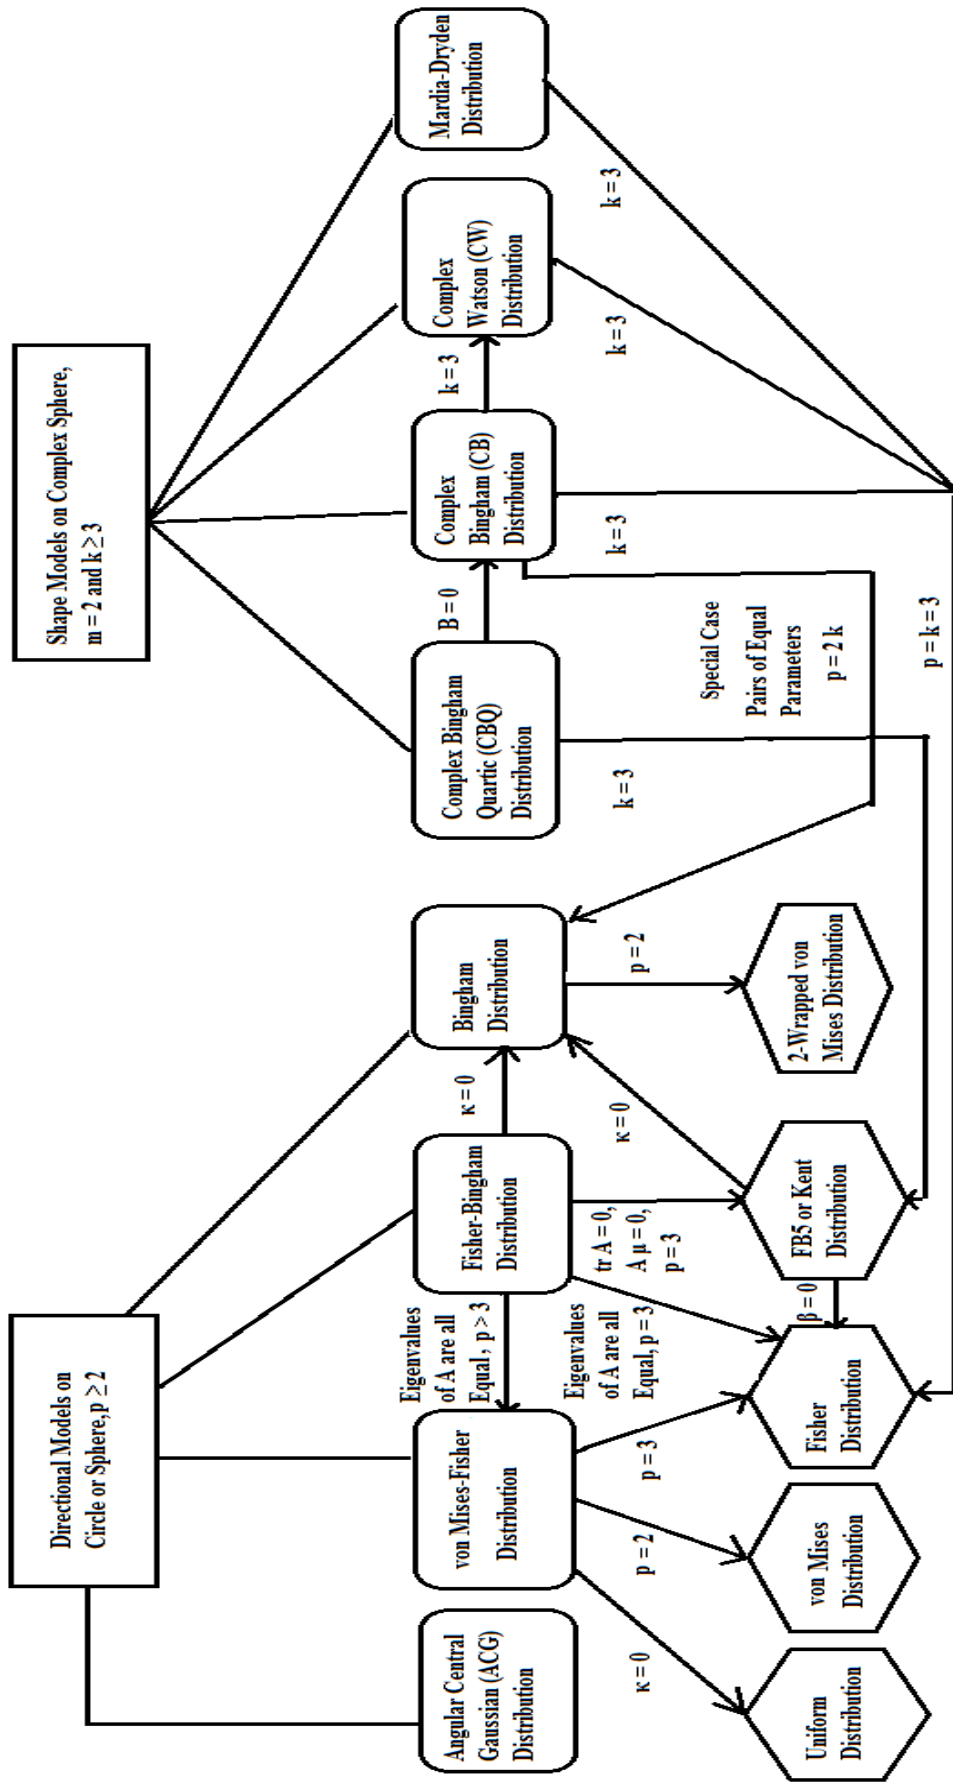 Directional Models on
Circle or Sphere,p ≥ 2
Shape Models on Complex Sphere,
m = 2 and k ≥ 3
Angular Central
Gaussian (ACG)
Distribution
von Mises-Fisher
Distribution
Eigenvalues
of A are all
Equal , p > 3
Fisher-Bingham
Distribution
κ = 0
Bingham
Distribution
Complex Bingham
Quartic (CBQ)
Distribution
B = 0
Complex
Bingham (CB)
Distribution
k = 3
Complex
Watson (CW)
Distribution
Mardia-Dryden
Distribution
κ = 0
p = 2
p = 3
Eigenvalues
of A are all
Equal, p = 3
tr A = 0,
A μ = 0,
p = 3
κ = 0
p = 2
k = 3
k = 3
k = 3
k = 3
Special Case
Pairs of Equal
Parameters
p = 2 k
Uniform
Distribution
von Mises
Distribution
Fisher
Distribution
β = 0
FB5 or Kent
Distribution
2-Wrapped von
Mises Distribution
p = k = 3